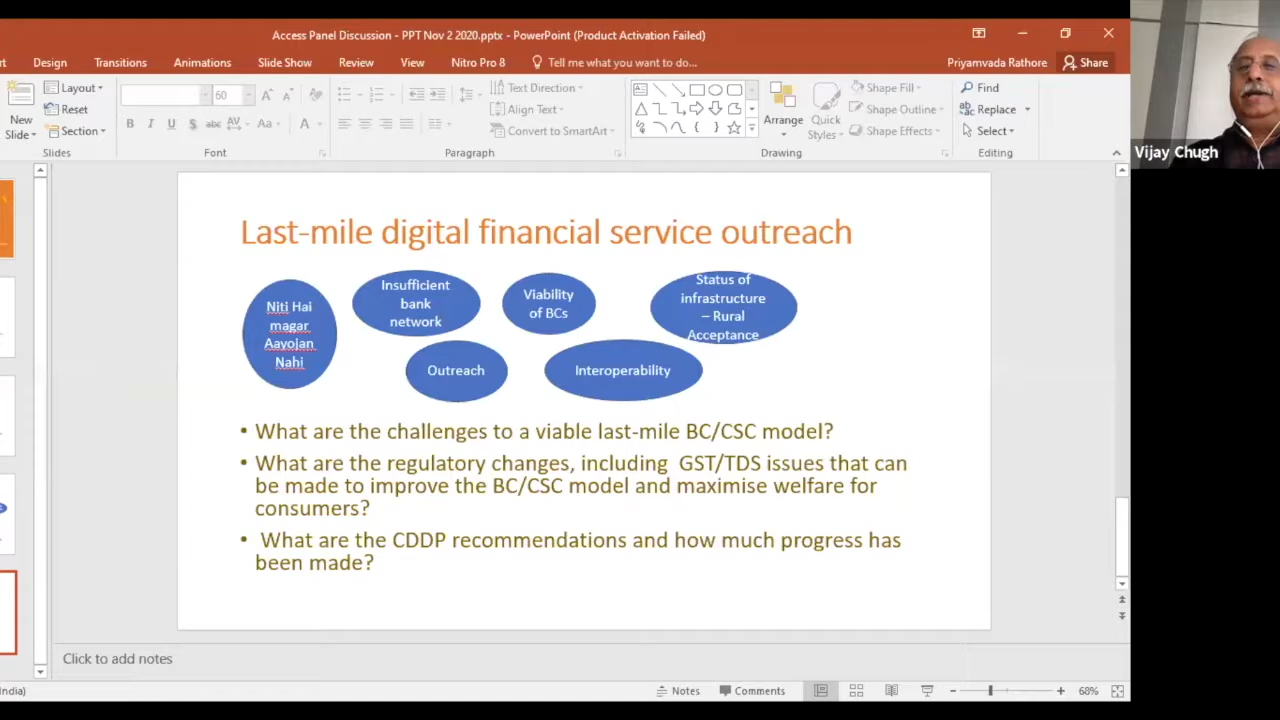 Access Panel Discussion - PPT Nov 2 2020.pptx - PowerPoint (Product Activation Failed)
Design Transitions Animations Slide Show Review View Nitro Pro 8 Tell me what you want to do... Priyamvada Rathore Share
New
Slide
Layout
Reset
Section
60
B I U S abc AV Aa A
Text Direction
Align Text
Convert to SmartArt
Arrange
Quick
Styles
Shape Fill
Shape Outline
Shape Effects
Find
Replace
Select
Slides Font Paragraph Drawing Editing
Vijay Chugh
Last-mile digital financial service outreach
Niti Hai
magar
Aayojan
Nahi
Insufficient
bank
network
Viability
of BCs
Status of
infrastructure
– Rural
Acceptance
Outreach
Interoperability
• What are the challenges to a viable last-mile BC/CSC model?
• What are the regulatory changes, including GST/TDS issues that can
be made to improve the BC/CSC model and maximise welfare for
consumers?
• What are the CDDP recommendations and how much progress has
been made?
Click to add notes
Notes Comments 68%